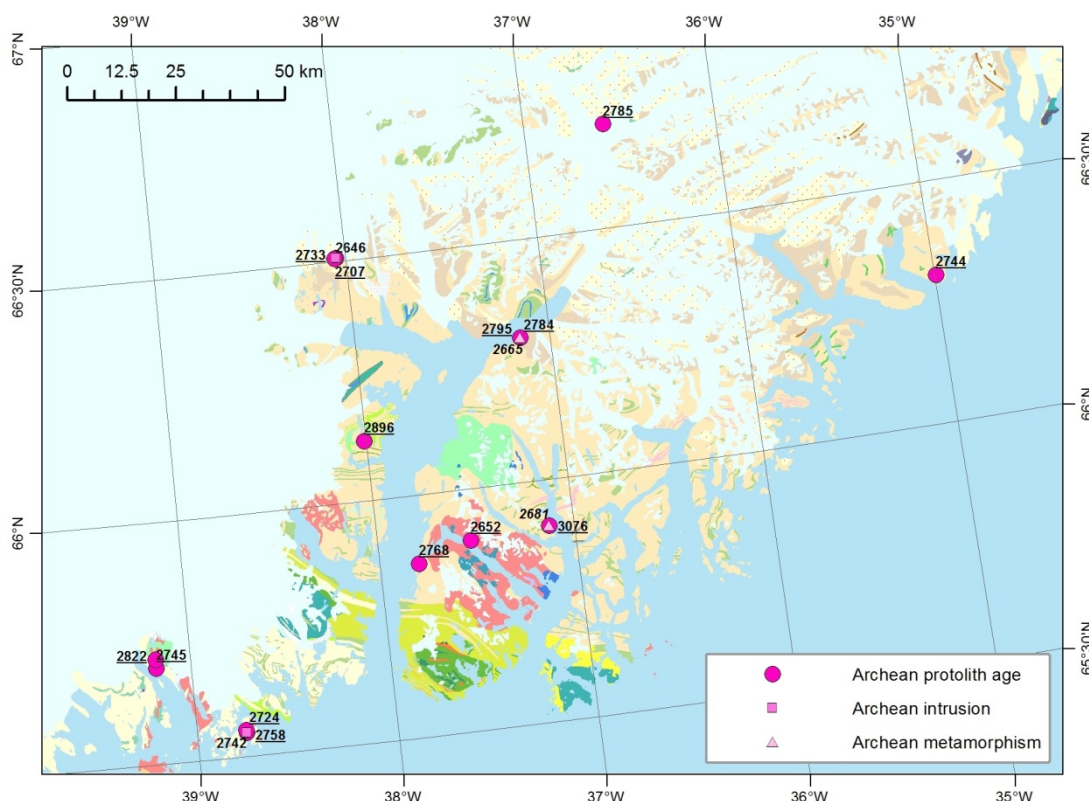 39°W 38°W 37°W 36°W 35°W
67°N
0 12.5 25 50 km
2785
66°30'N
2733 2646
2707
2744
66°30'N
2795 2784
2665
66°N
2896
2681
2652 3076
66°N
2768
65°30'N
2822 2745
Archean protolith age
2724
Archean intrusion
2742 2758
Archean metamorphism
39°W 38°W 37°W 36°W 35°W